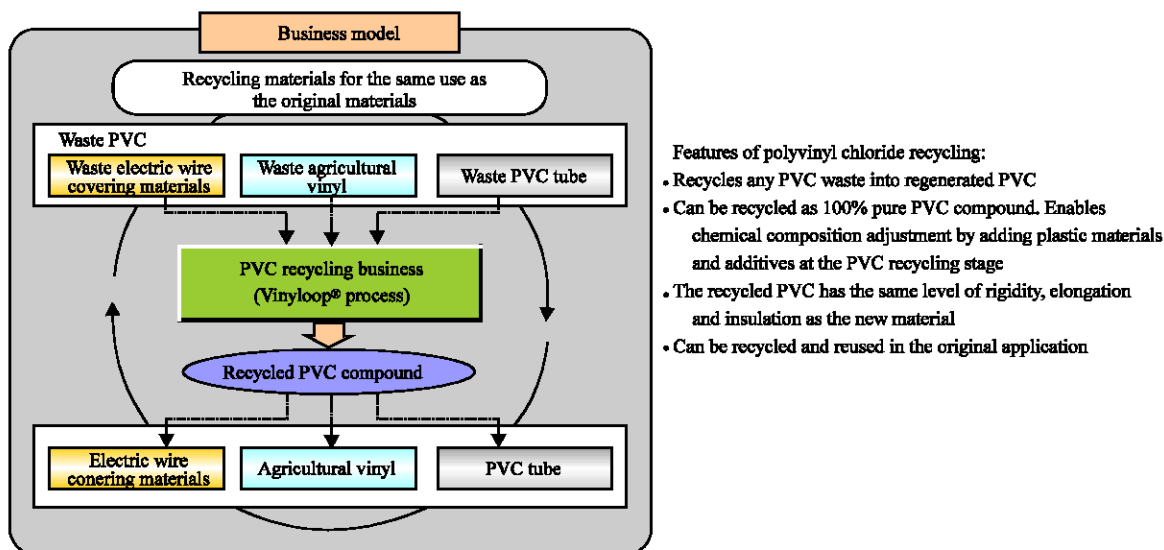 Business model
Recycling materials for the same use as
the original materials
Waste PVC
Waste electric wire
covering materials
Waste agricultural
vinyl
Waste PVC tube
PVC recycling business
(Vinyloop® process)
Recycled PVC compound
Electric wire
conering materials
Agricultural vinyl
PVC tube
Features of polyvinyl chloride recycling:
• Recycles any PVC waste into regenerated PVC
• Can be recycled as 100% pure PVC compound. Enables
chemical composition adjustment by adding plastic materials
and additives at the PVC recycling stage
• The recycled PVC has the same level of rigidity, elongation
and insulation as the new material
• Can be recycled and reused in the original application